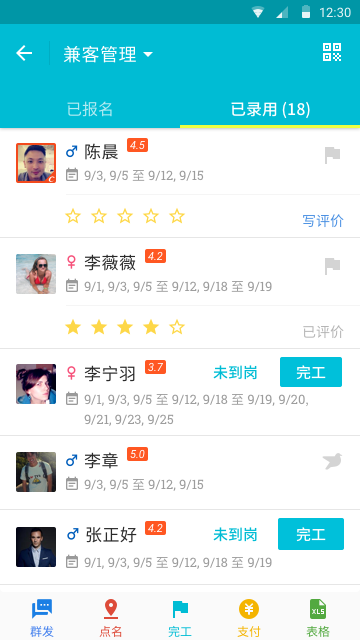 12:30
兼客管理
已报名
已录用 (18)
陈晨 4.5
9/3, 9/5 至 9/12, 9/15
写评价
李薇薇 4.2
9/1, 9/3, 9/5 至 9/12, 9/18 至 9/19
已评价
李宁羽 3.7 未到岗 完工
9/1, 9/3, 9/5 至 9/12, 9/18 至 9/19, 9/20,
9/21, 9/23, 9/25
李章 5.0
9/3, 9/5 至 9/12, 9/15
张正好 4.2 未到岗 完工
9/1, 9/3, 9/5 至 9/12, 9/18 至 9/19
XLS
群发 点名 完工 支付 表格